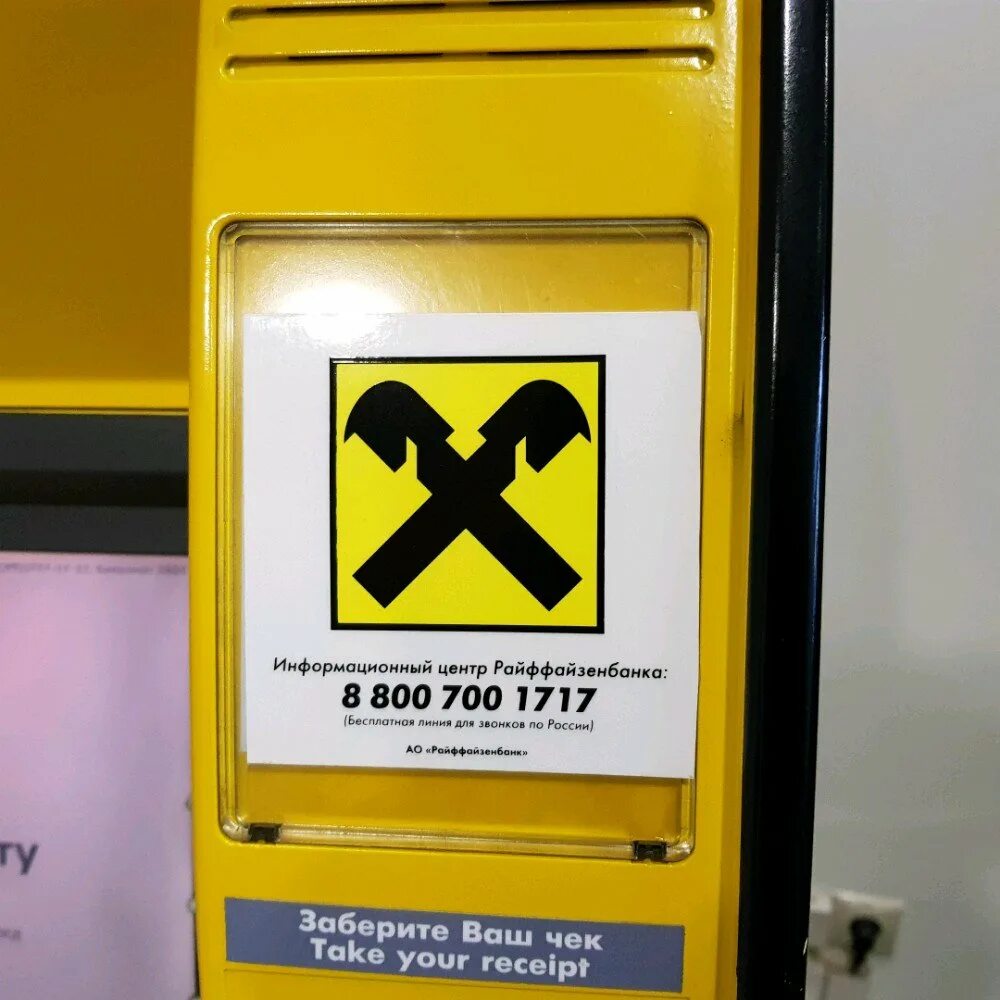 Информационный центр Райффайзенбанка:
8 800 700 1717
(Бесплатная линия для звонков по России)
АО «Райффайзенбанк»
Заберите Ваш чек
Take your receipt